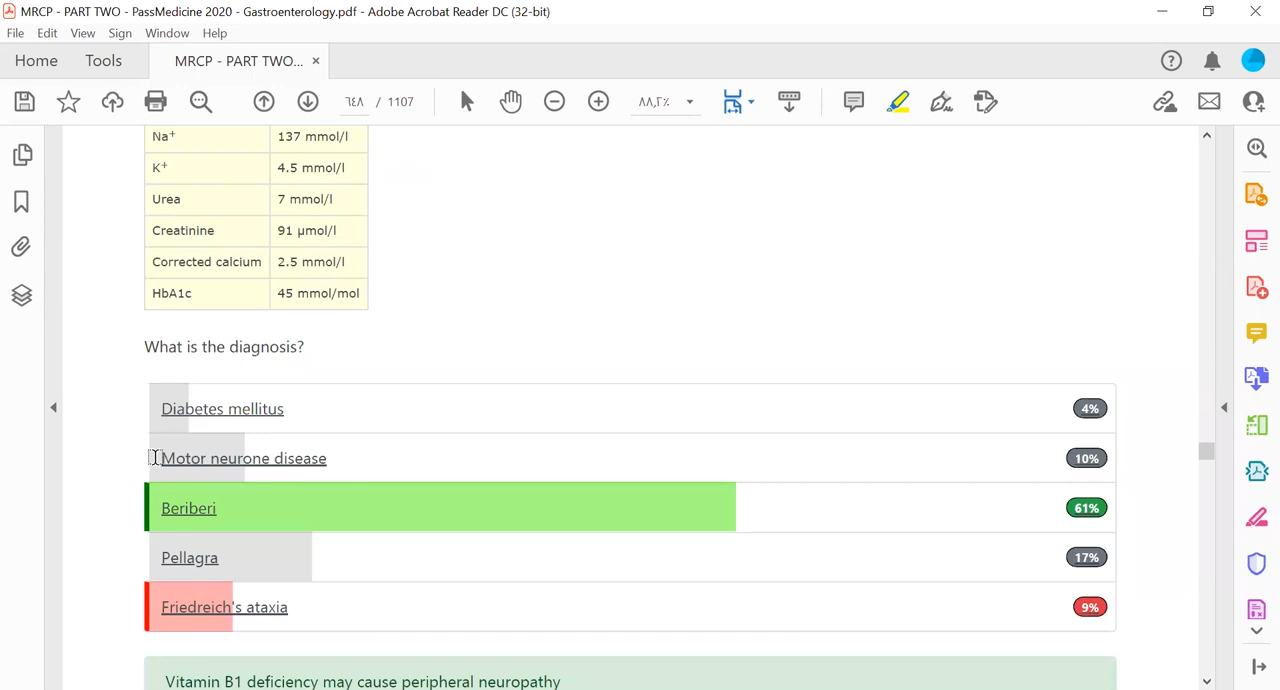 MRCP - PART TWO - PassMedicine 2020 - Gastroenterology.pdf - Adobe Acrobat Reader DC (32-bit)
File Edit View Sign Window Help
Home Tools MRCP - PART TWO... ×
٦٤٨ / 1107 ٨٨,٢٪
Na⁺ 137 mmol/l
K⁺ 4.5 mmol/l
Urea 7 mmol/l
Creatinine 91 µmol/l
Corrected calcium 2.5 mmol/l
HbA1c 45 mmol/mol
What is the diagnosis?
Diabetes mellitus 4%
Motor neurone disease 10%
Beriberi 61%
Pellagra 17%
Friedreich's ataxia 9%
Vitamin B1 deficiency may cause peripheral neuropathy